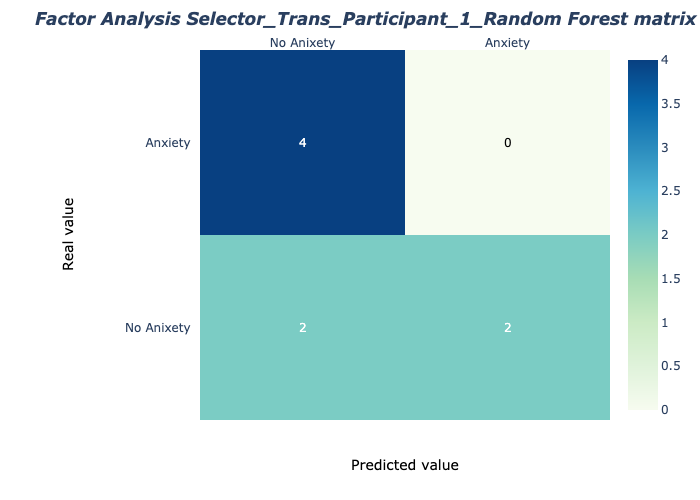 Factor Analysis Selector_Trans_Participant_1_Random Forest matrix
No Anixety Anxiety
4
3.5
3
2.5
2
1.5
1
0.5
0
Anxiety 4 0
Real value
No Anixety 2 2
Predicted value